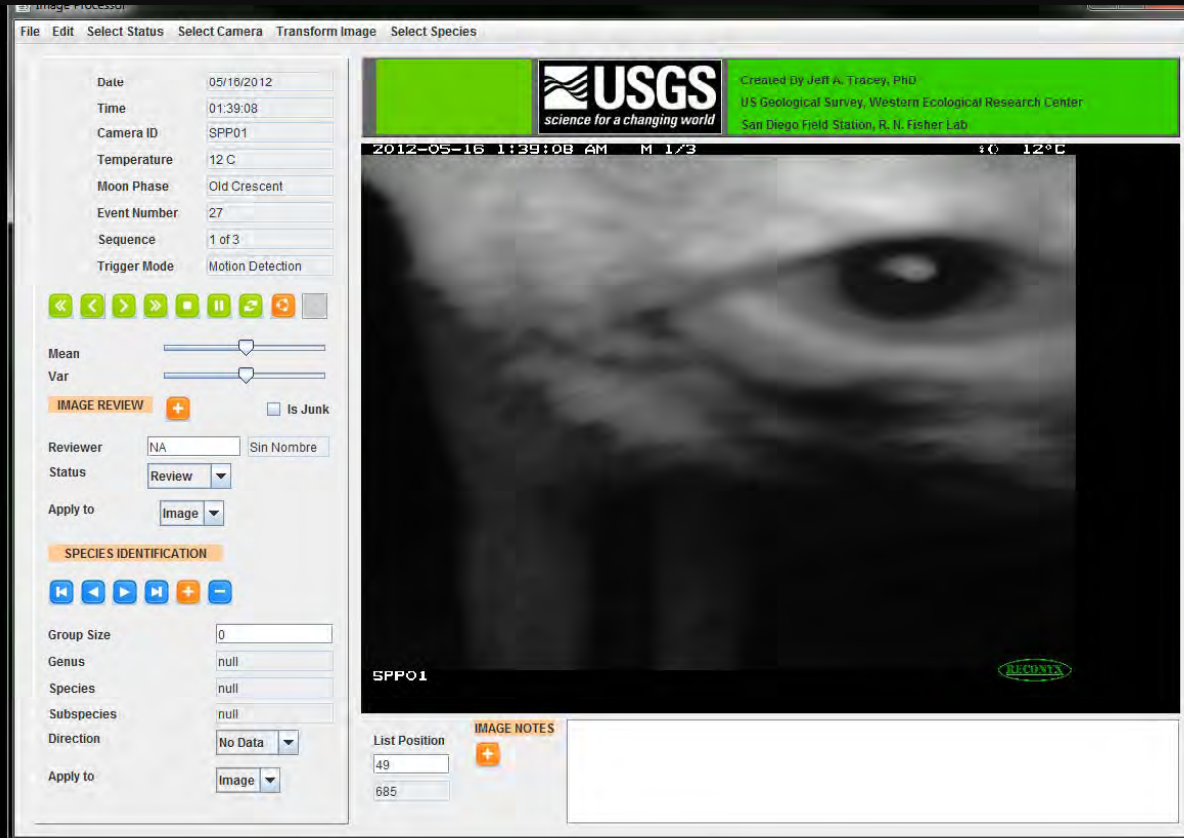 Image Processor
File Edit Select Status Select Camera Transform Image Select Species
Date 05/16/2012
Time 01:39:08
Camera ID SPP01
Temperature 12 C
Moon Phase Old Crescent
Event Number 27
Sequence 1 of 3
Trigger Mode Motion Detection
Mean
Var
IMAGE REVIEW Is Junk
Reviewer NA Sin Nombre
Status Review
Apply to Image
SPECIES IDENTIFICATION
Group Size 0
Genus null
Species null
Subspecies null
Direction No Data
Apply to Image
USGS
science for a changing world
Created By Jeff A. Tracey, PhD
US Geological Survey, Western Ecological Research Center
San Diego Field Station, R. N. Fisher Lab
2012-05-16 1:39:08 AM M 1/3 12°C
SPP01
RECONYX
List Position
49
685
IMAGE NOTES